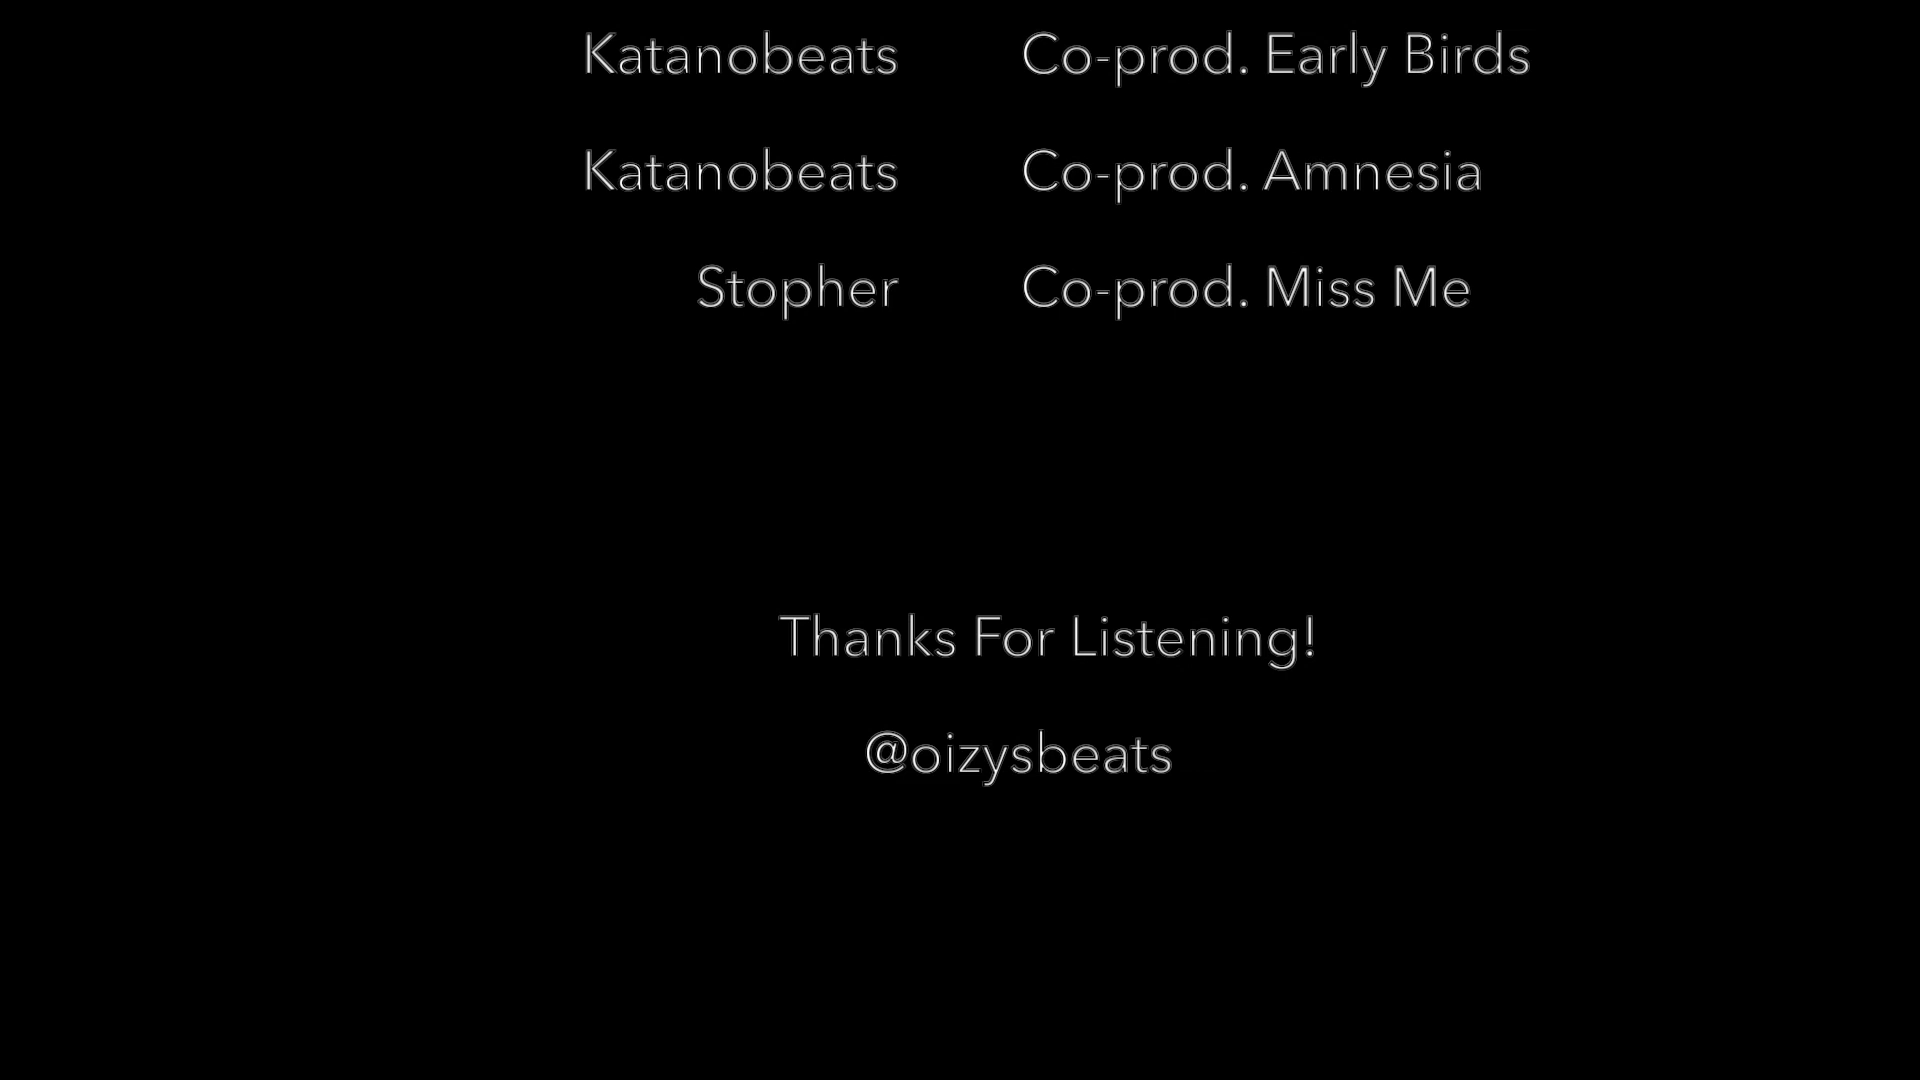 Katanobeats Co-prod. Early Birds
Katanobeats Co-prod. Amnesia
Stopher Co-prod. Miss Me
Thanks For Listening!
@oizysbeats